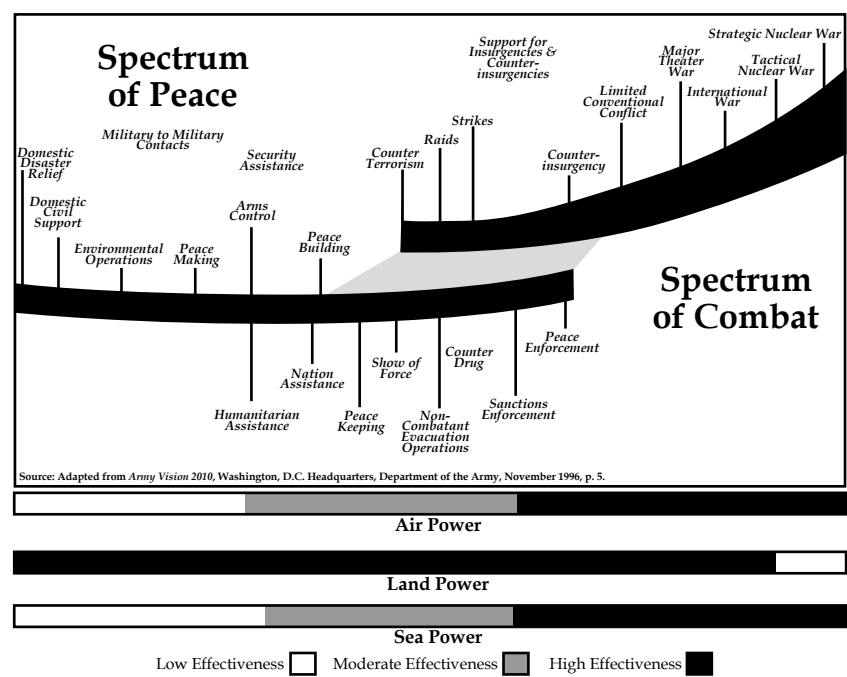 Spectrum
of Peace
Strategic Nuclear War
Support for
Insurgencies &
Counter-
insurgencies
Major
Theater
War
Tactical
Nuclear War
Limited
Conventional
Conflict
International
War
Strikes
Raids
Military to Military
Contacts
Domestic
Disaster
Relief
Security
Assistance
Counter
Terrorism
Counter-
insurgency
Domestic
Civil
Support
Arms
Control
Environmental
Operations
Peace
Making
Peace
Building
Spectrum
of Combat
Nation
Assistance
Show of
Force
Counter
Drug
Peace
Enforcement
Humanitarian
Assistance
Peace
Keeping
Non-
Combatant
Evacuation
Operations
Sanctions
Enforcement
Source: Adapted from Army Vision 2010, Washington, D.C. Headquarters, Department of the Army, November 1996, p. 5.
Air Power
Land Power
Sea Power
Low Effectiveness Moderate Effectiveness High Effectiveness